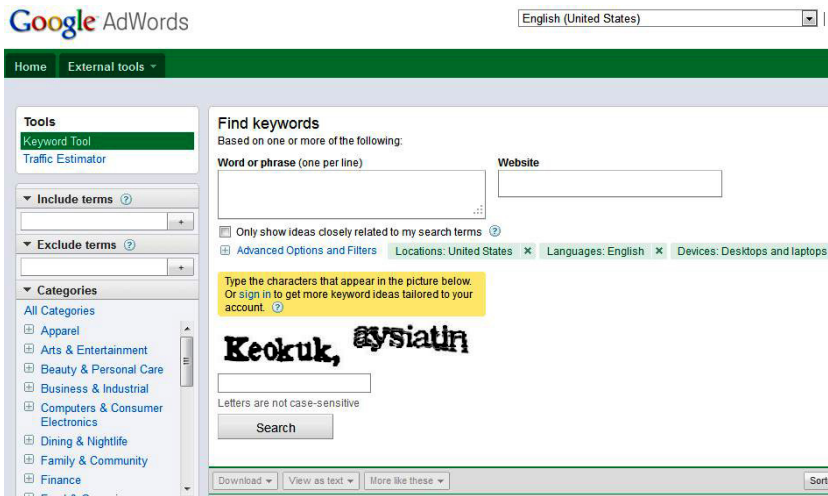 Google AdWords
English (United States)
Home External tools
Tools
Keyword Tool
Traffic Estimator
Include terms ?
+
Exclude terms ?
+
Categories
All Categories
Apparel
Arts & Entertainment
Beauty & Personal Care
Business & Industrial
Computers & Consumer
Electronics
Dining & Nightlife
Family & Community
Finance
Find keywords
Based on one or more of the following:
Word or phrase (one per line) Website
Only show ideas closely related to my search terms ?
Advanced Options and Filters Locations: United States × Languages: English × Devices: Desktops and laptops
Type the characters that appear in the picture below.
Or sign in to get more keyword ideas tailored to your
account. ?
Keokuk, aysiatin
Letters are not case-sensitive
Search
Download View as text More like these Sort